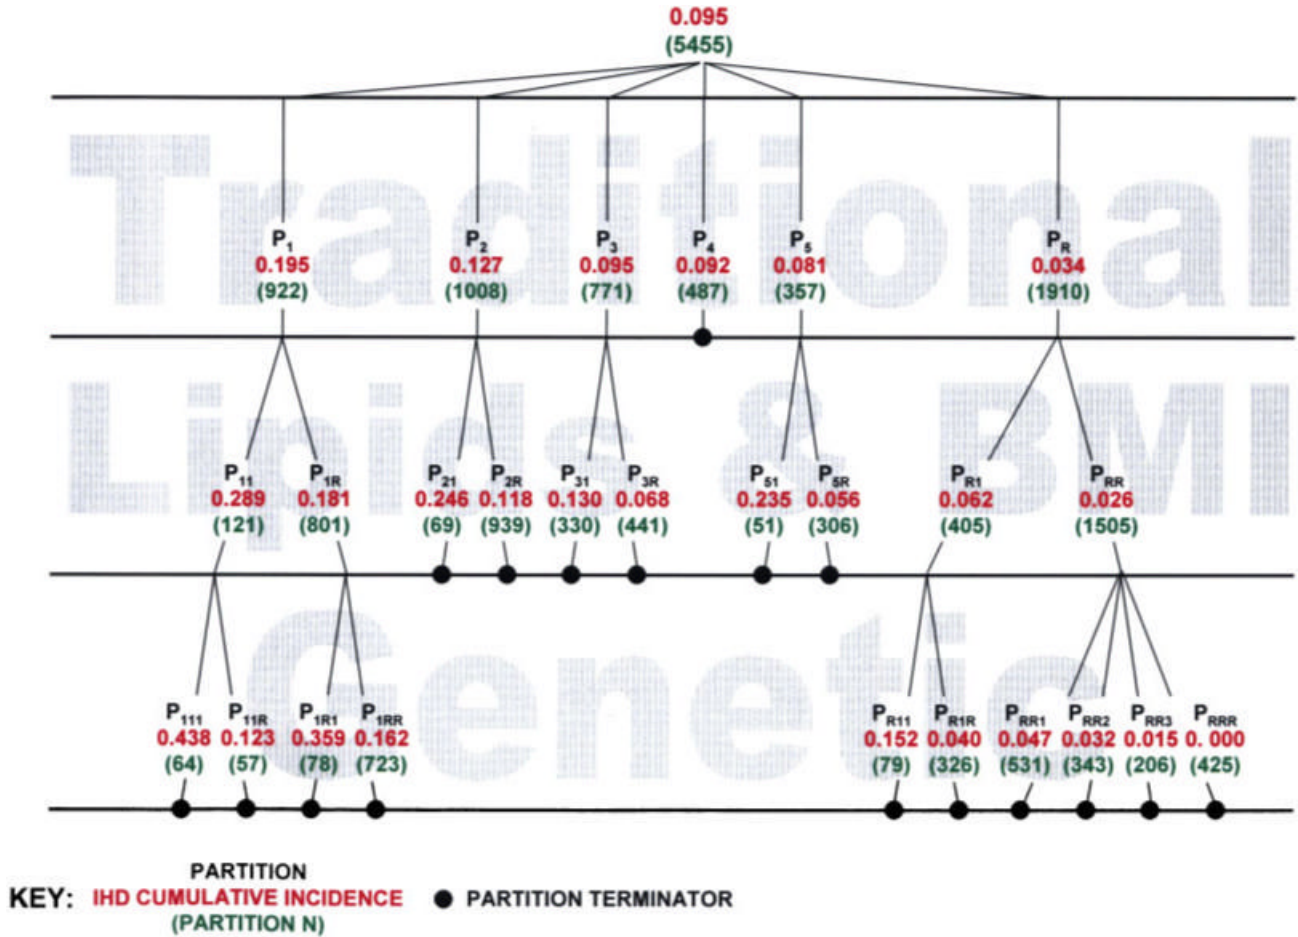 0.095
(5455)
Traditional
P1 P2 P3 P4 P5 PR
0.195 0.127 0.095 0.092 0.081 0.034
(922) (1008) (771) (487) (357) (1910)
Lipids & BMI
P11 P1R P21 P2R P31 P3R P51 P5R PR1 PRR
0.289 0.181 0.246 0.118 0.130 0.068 0.235 0.056 0.062 0.026
(121) (801) (69) (939) (330) (441) (51) (306) (405) (1505)
Genetic
P111 P11R P1R1 P1RR PR11 PR1R PRR1 PRR2 PRR3 PRRR
0.438 0.123 0.359 0.162 0.152 0.040 0.047 0.032 0.015 0. 000
(64) (57) (78) (723) (79) (326) (531) (343) (206) (425)
PARTITION
KEY: IHD CUMULATIVE INCIDENCE PARTITION TERMINATOR
(PARTITION N)